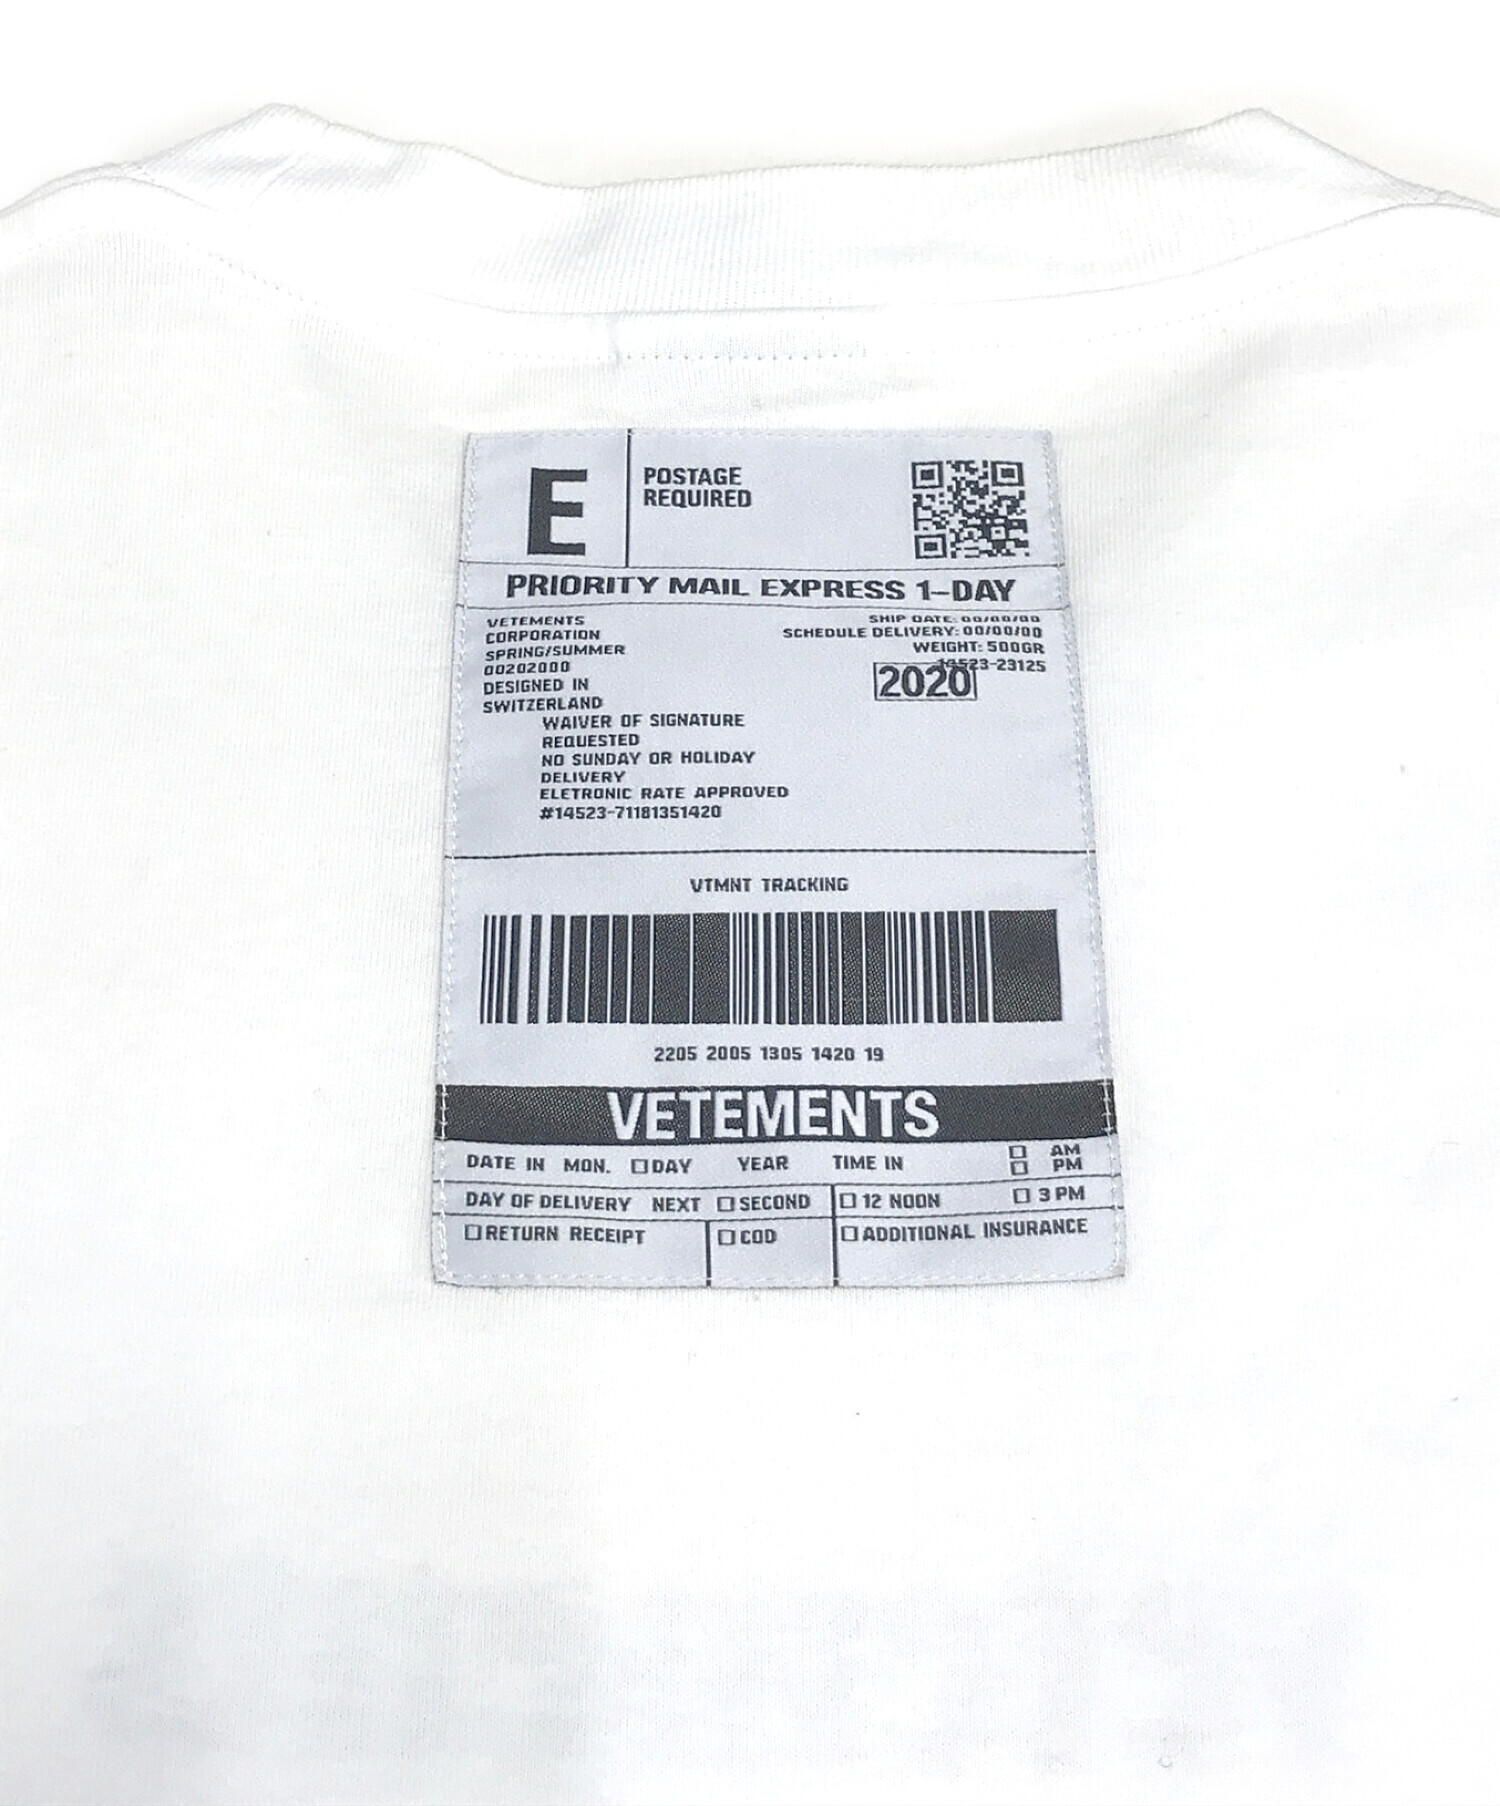 E
POSTAGE
REQUIRED
PRIORITY MAIL EXPRESS 1-DAY
VETEMENTS
CORPORATION
SPRING/SUMMER
00202000
DESIGNED IN
SWITZERLAND
SHIP DATE: 00/00/00
SCHEDULE DELIVERY: 00/00/00
WEIGHT: 500GR
14523-23125
2020
WAIVER OF SIGNATURE
REQUESTED
NO SUNDAY OR HOLIDAY
DELIVERY
ELETRONIC RATE APPROVED
#14523-71181351420
VTMNT TRACKING
2205 2005 1305 1420 19
VETEMENTS
DATE IN MON. ☐ DAY YEAR TIME IN ☐ AM
☐ PM
DAY OF DELIVERY NEXT ☐ SECOND ☐ 12 NOON ☐ 3 PM
☐ RETURN RECEIPT ☐ COD ☐ ADDITIONAL INSURANCE